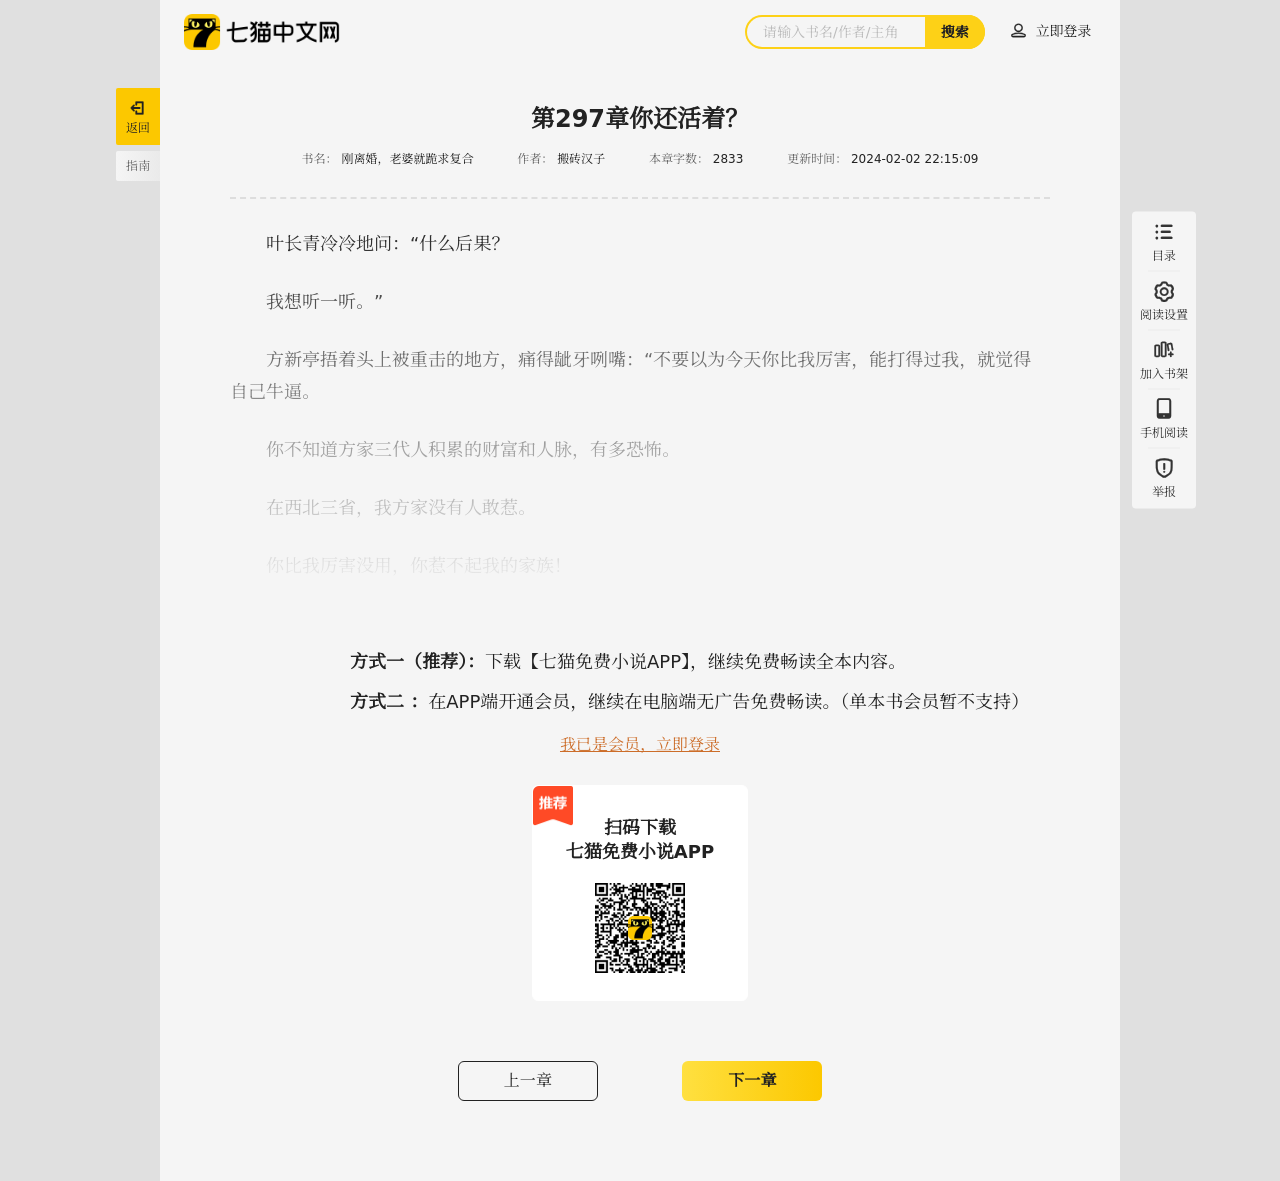 七猫中文网
请输入书名/作者/主角
搜索
立即登录
返回
指南
第297章你还活着？
书名： 刚离婚，老婆就跪求复合 作者： 搬砖汉子 本章字数： 2833 更新时间： 2024-02-02 22:15:09
叶长青冷冷地问：“什么后果？
我想听一听。”
方新亭捂着头上被重击的地方，痛得龇牙咧嘴：“不要以为今天你比我厉害，能打得过我，就觉得
自己牛逼。
你不知道方家三代人积累的财富和人脉，有多恐怖。
在西北三省，我方家没有人敢惹。
你比我厉害没用，你惹不起我的家族！
目录
阅读设置
加入书架
手机阅读
举报
方式一（推荐）：下载【七猫免费小说APP】，继续免费畅读全本内容。
方式二 ：在APP端开通会员，继续在电脑端无广告免费畅读。（单本书会员暂不支持）
我已是会员，立即登录
推荐
扫码下载
七猫免费小说APP
上一章
下一章